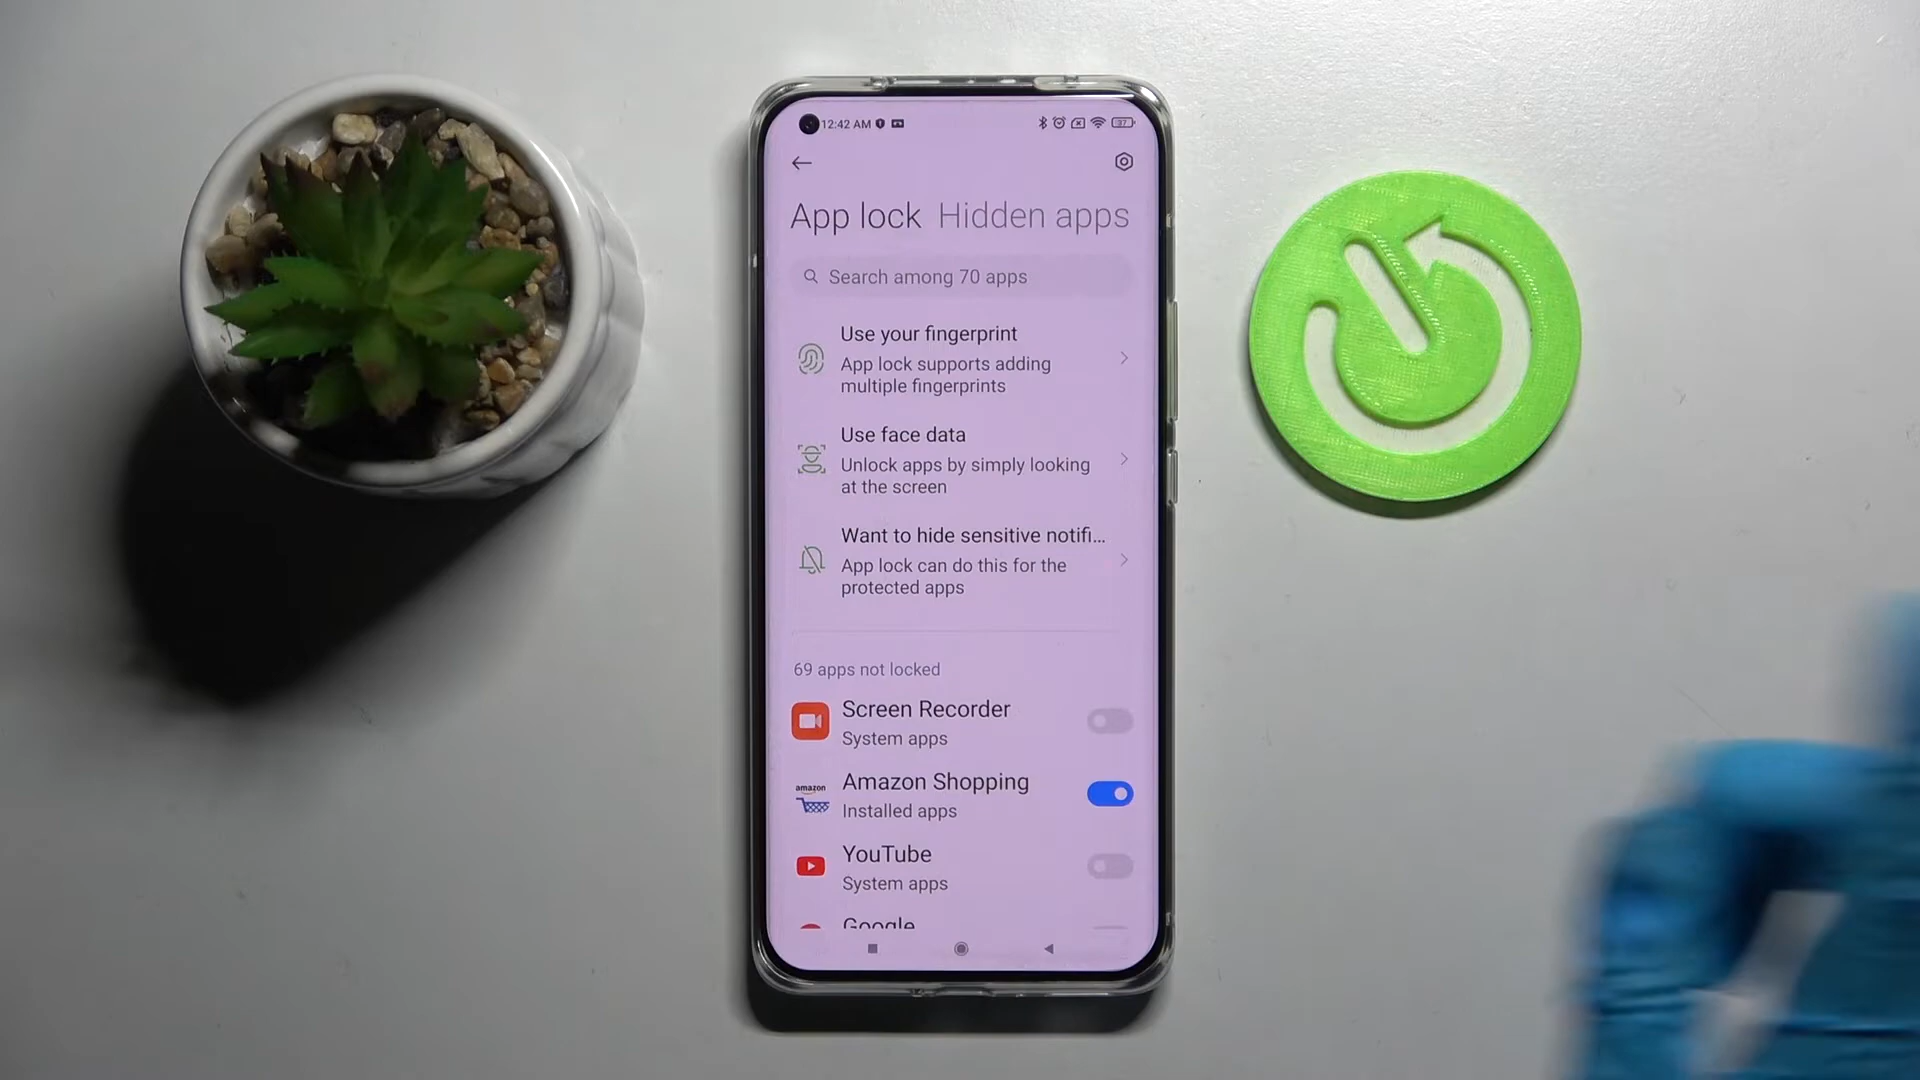 12:42 AM
37
App lock Hidden apps
Search among 70 apps
Use your fingerprint
App lock supports adding
multiple fingerprints
Use face data
Unlock apps by simply looking
at the screen
Want to hide sensitive notifi...
App lock can do this for the
protected apps
69 apps not locked
Screen Recorder
System apps
amazon
Amazon Shopping
Installed apps
YouTube
System apps
Google